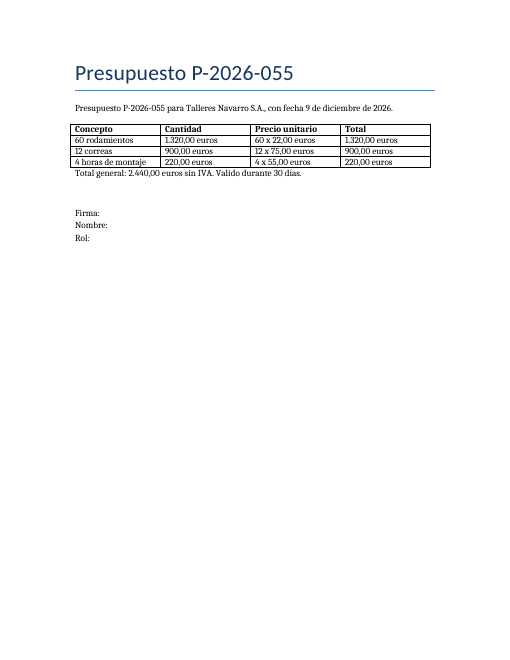 Presupuesto P-2026-055
Presupuesto P-2026-055 para Talleres Navarro S.A., con fecha 9 de diciembre de 2026.
Concepto Cantidad Precio unitario Total
60 rodamientos 1.320,00 euros 60 x 22,00 euros 1.320,00 euros
12 correas 900,00 euros 12 x 75,00 euros 900,00 euros
4 horas de montaje 220,00 euros 4 x 55,00 euros 220,00 euros
Total general: 2.440,00 euros sin IVA. Valido durante 30 dias.
Firma:
Nombre:
Rol: